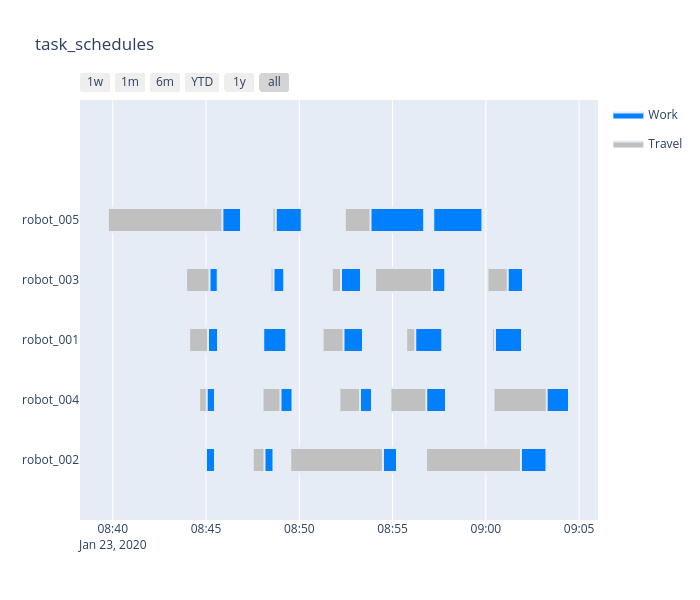 task_schedules
1w 1m 6m YTD 1y all
Work
Travel
robot_005
robot_003
robot_001
robot_004
robot_002
08:40 08:45 08:50 08:55 09:00 09:05
Jan 23, 2020